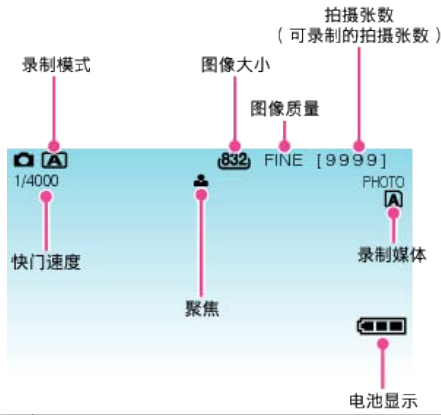 拍摄张数
（可录制的拍摄张数）
录制模式
图像大小
图像质量
A
832 FINE [9999]
1/4000
PHOTO
A
快门速度
录制媒体
聚焦
电池显示